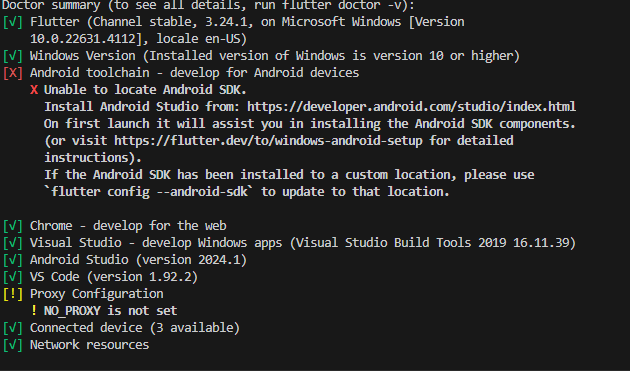 Doctor summary (to see all details, run flutter doctor -v):
[√] Flutter (Channel stable, 3.24.1, on Microsoft Windows [Version
10.0.22631.4112], locale en-US)
[√] Windows Version (Installed version of Windows is version 10 or higher)
[X] Android toolchain - develop for Android devices
X Unable to locate Android SDK.
Install Android Studio from: https://developer.android.com/studio/index.html
On first launch it will assist you in installing the Android SDK components.
(or visit https://flutter.dev/to/windows-android-setup for detailed
instructions).
If the Android SDK has been installed to a custom location, please use
`flutter config --android-sdk` to update to that location.
[√] Chrome - develop for the web
[√] Visual Studio - develop Windows apps (Visual Studio Build Tools 2019 16.11.39)
[√] Android Studio (version 2024.1)
[√] VS Code (version 1.92.2)
[!] Proxy Configuration
! NO_PROXY is not set
[√] Connected device (3 available)
[√] Network resources